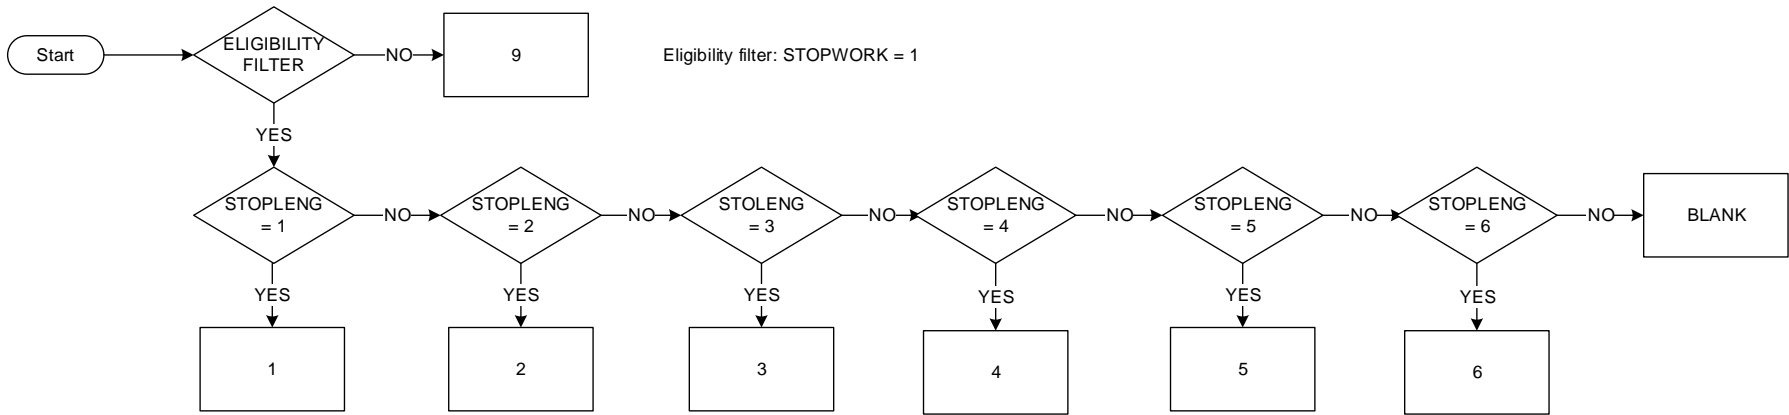 Start
ELIGIBILITY
FILTER
NO
9
Eligibility filter: STOPWORK = 1
YES
STOPLENG
= 1
NO
STOPLENG
= 2
NO
STOLENG
= 3
NO
STOPLENG
= 4
NO
STOPLENG
= 5
NO
STOPLENG
= 6
NO
BLANK
YES
YES
YES
YES
YES
YES
1
2
3
4
5
6